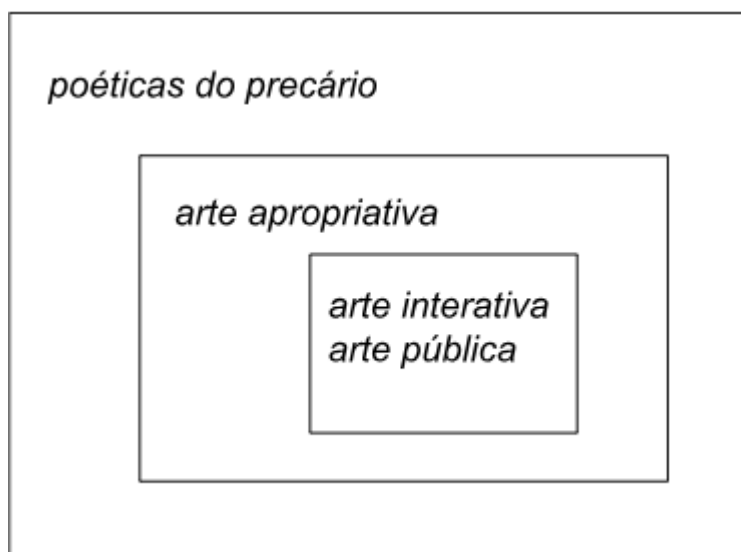 poéticas do precário
arte apropriativa
arte interativa
arte pública